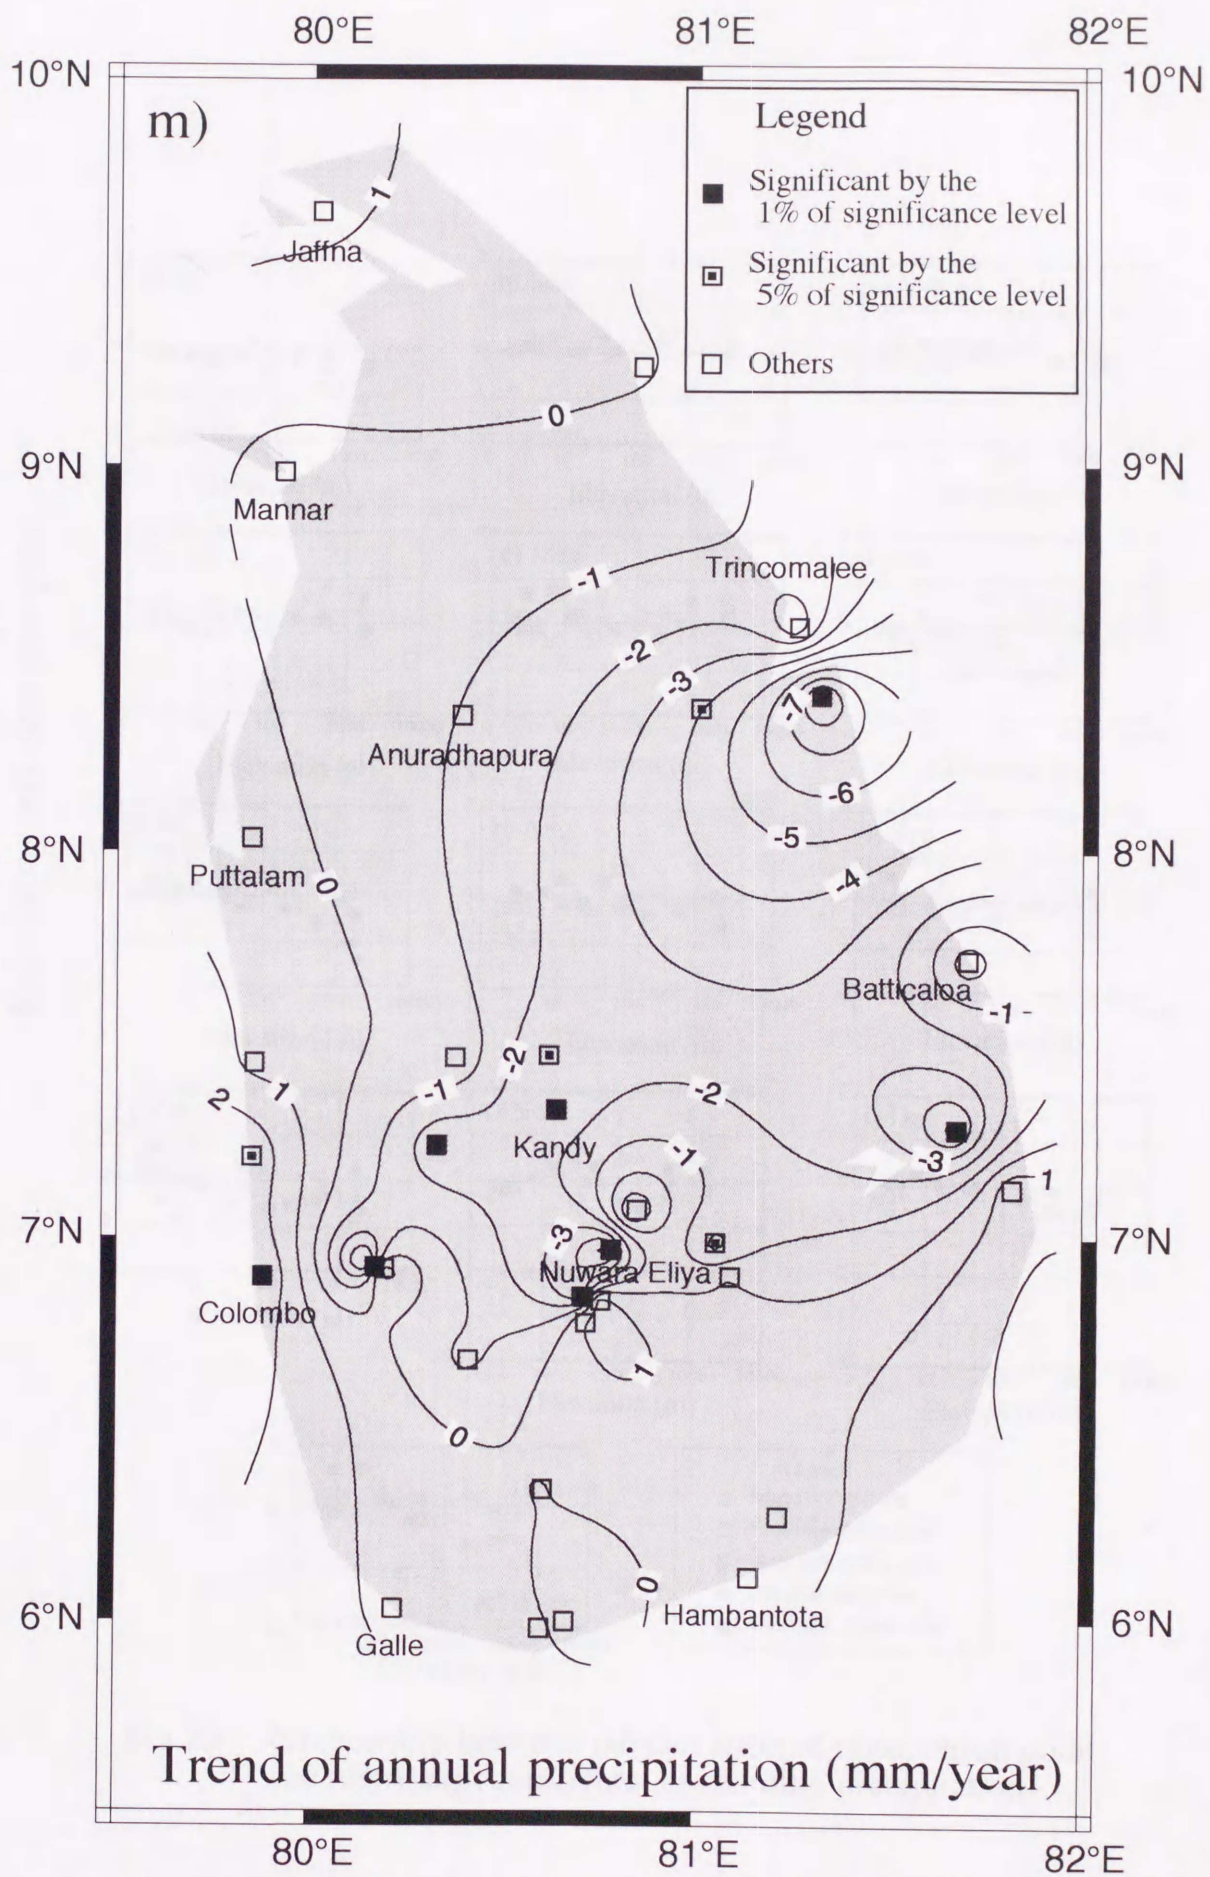 80°E 81°E 82°E
10°N 10°N
m)
Legend
Significant by the
1% of significance level
Significant by the
5% of significance level
Others
1
Jaffna
0
9°N 9°N
Mannar
-1
Trincomalee
-2
-3
-7
Anuradhapura
-6
-5
8°N 8°N
-4
Puttalam
0
Batticaloa
-1
-2
-1
1
2
-2
Kandy
-1
-3
1
7°N 7°N
-3
Nuwara Eliya
Colombo
1
0
0
6°N 6°N
Hambantota
Galle
Trend of annual precipitation (mm/year)
80°E 81°E 82°E